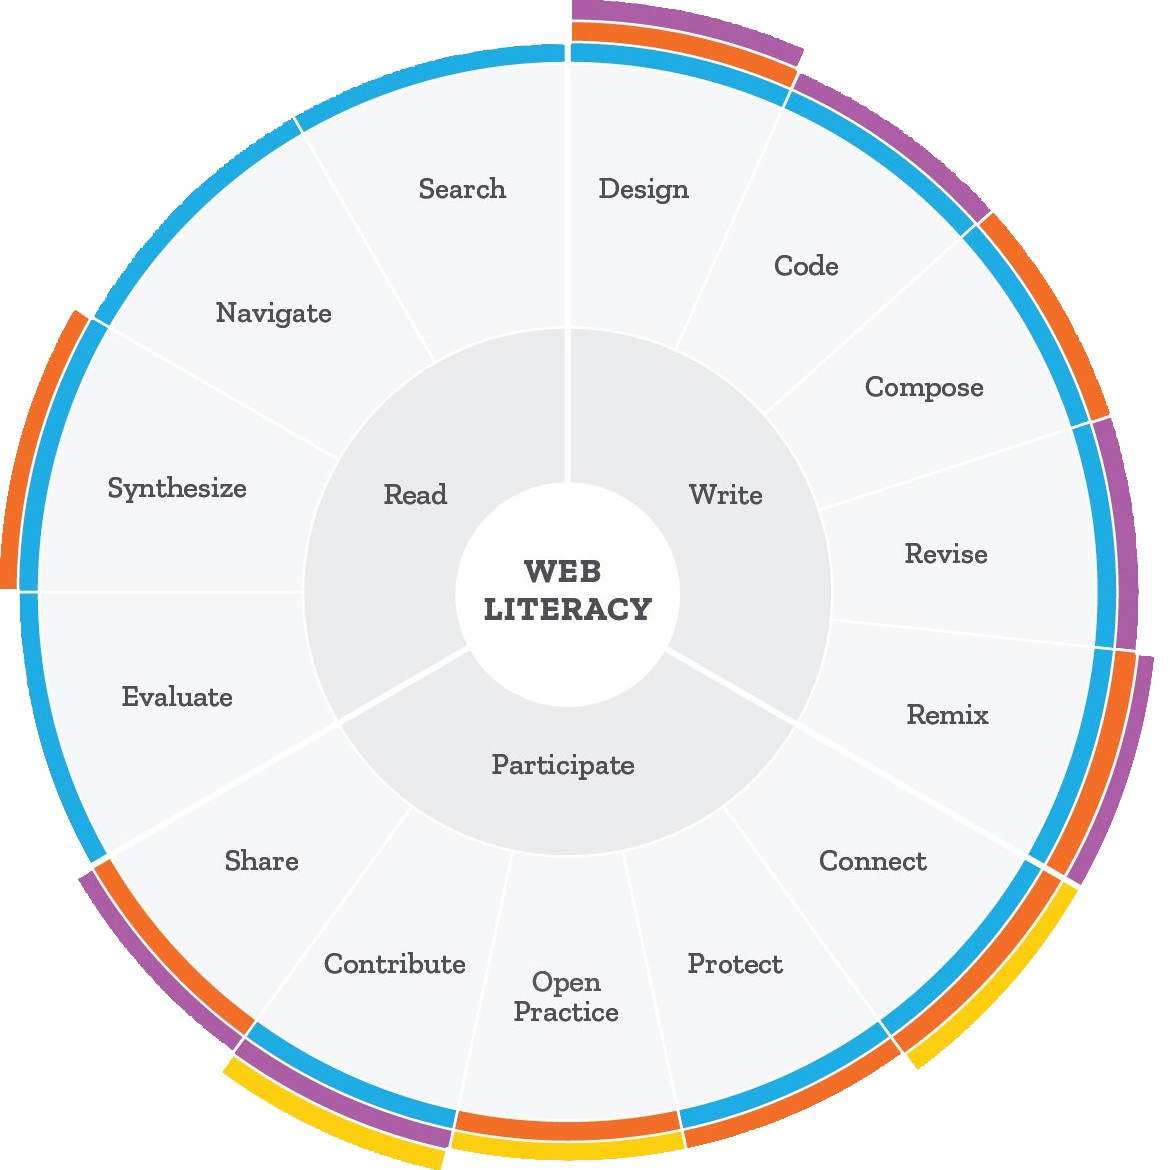 Search
Design
Code
Navigate
Compose
Synthesize
Read
Write
Revise
WEB
LITERACY
Evaluate
Remix
Participate
Share
Connect
Contribute
Protect
Open
Practice